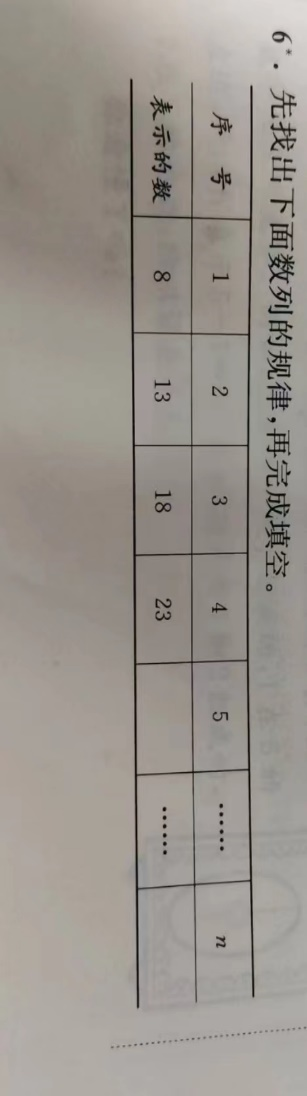 6*. 先找出下面数列的规律,再完成填空。
序号 1 2 3 4 5 …… n
表示的数 8 13 18 23 ……